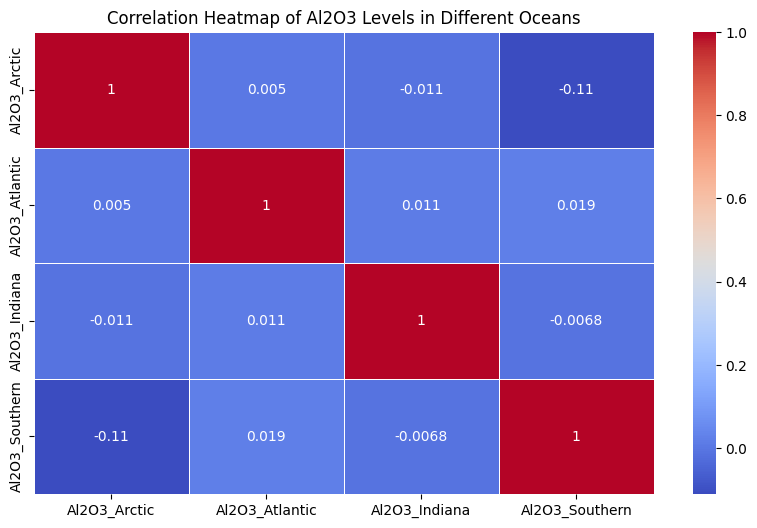 Correlation Heatmap of Al2O3 Levels in Different Oceans
Al2O3_Arctic
1
0.005
-0.011
-0.11
Al2O3_Atlantic
0.005
1
0.011
0.019
Al2O3_Indiana
-0.011
0.011
1
-0.0068
Al2O3_Southern
-0.11
0.019
-0.0068
1
Al2O3_Arctic
Al2O3_Atlantic
Al2O3_Indiana
Al2O3_Southern
1.0
0.8
0.6
0.4
0.2
0.0